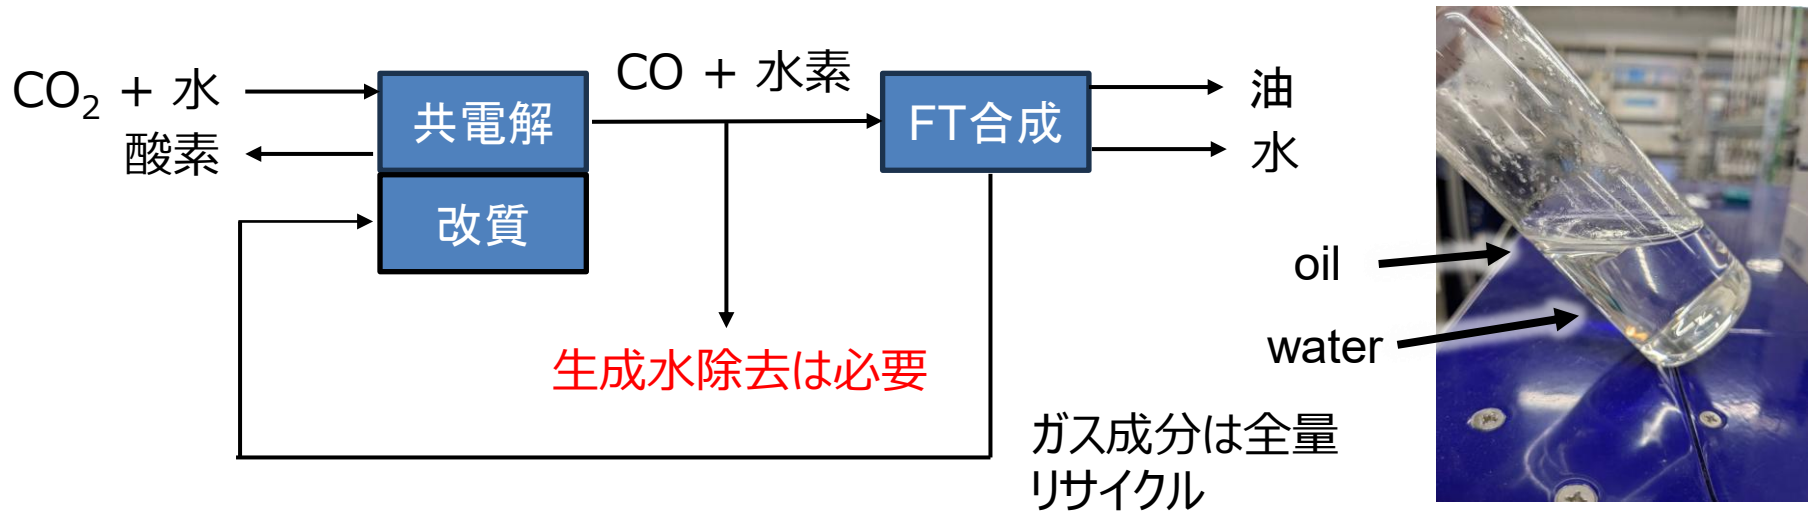 CO₂ + 水
酸素
共電解
改質
CO + 水素
FT合成
油
水
生成水除去は必要
ガス成分は全量
リサイクル
oil
water